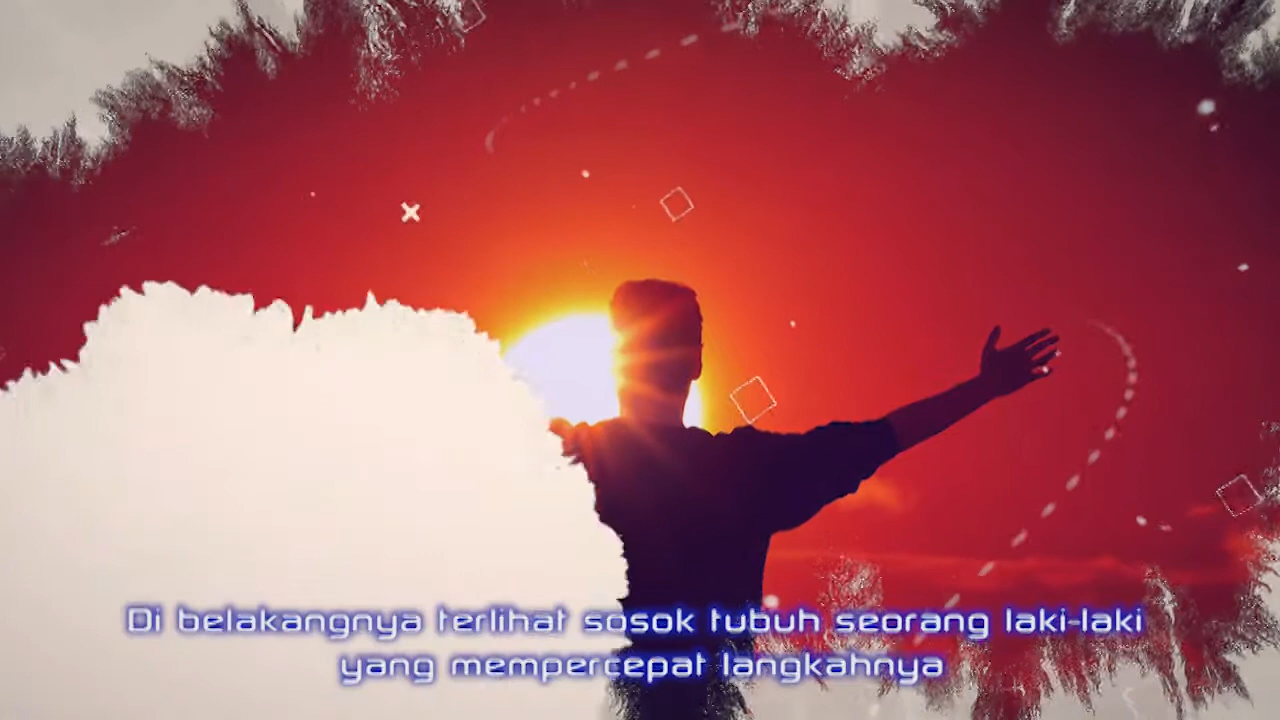 Di belakangnya terlihat sosok tubuh seorang laki-laki
yang mempercepat langkahnya